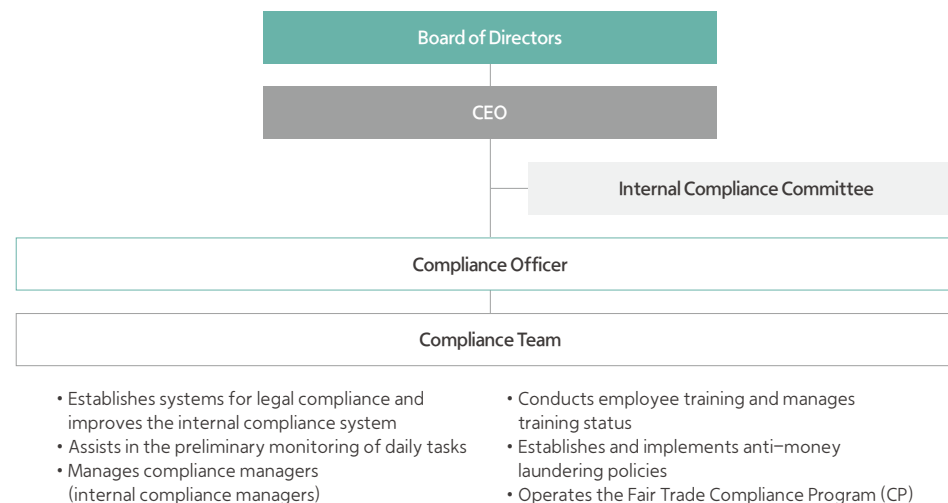 Board of Directors
CEO
Internal Compliance Committee
Compliance Officer
Compliance Team
• Establishes systems for legal compliance and
improves the internal compliance system
• Assists in the preliminary monitoring of daily tasks
• Manages compliance managers
(internal compliance managers)
• Conducts employee training and manages
training status
• Establishes and implements anti-money
laundering policies
• Operates the Fair Trade Compliance Program (CP)